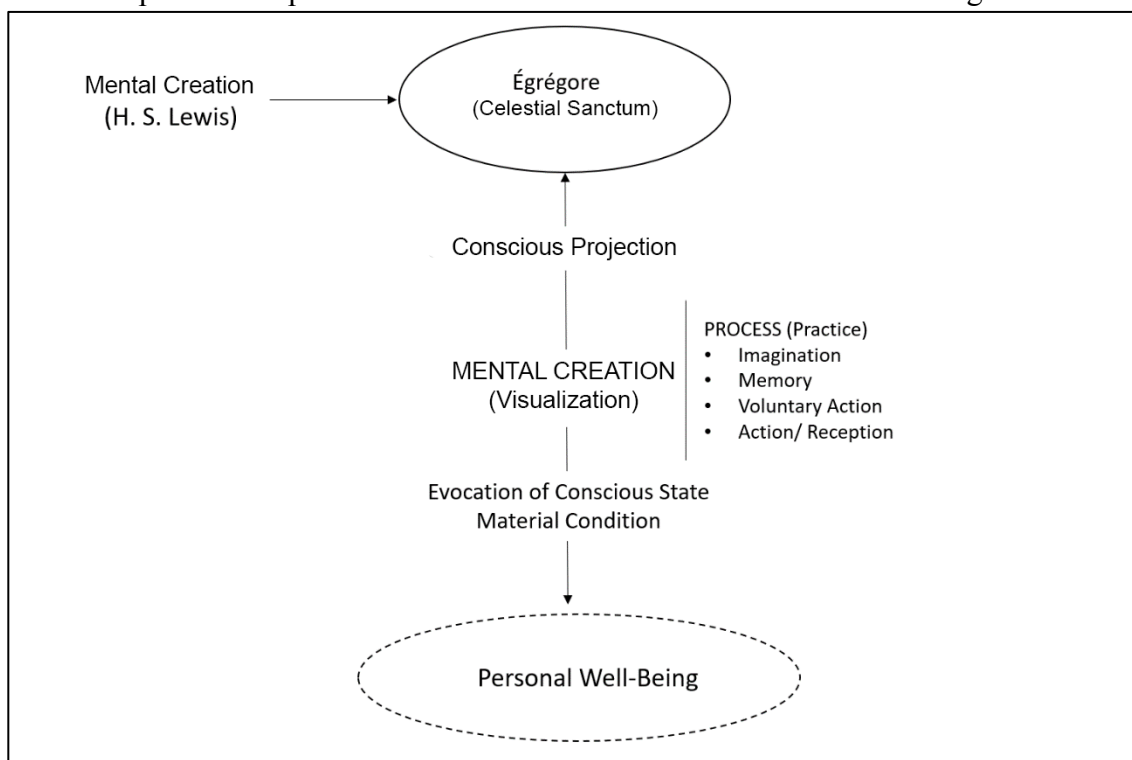 Mental Creation
(H. S. Lewis)
Égrégore
(Celestial Sanctum)
Conscious Projection
MENTAL CREATION
(Visualization)
PROCESS (Practice)
• Imagination
• Memory
• Voluntary Action
• Action/ Reception
Evocation of Conscious State
Material Condition
Personal Well-Being